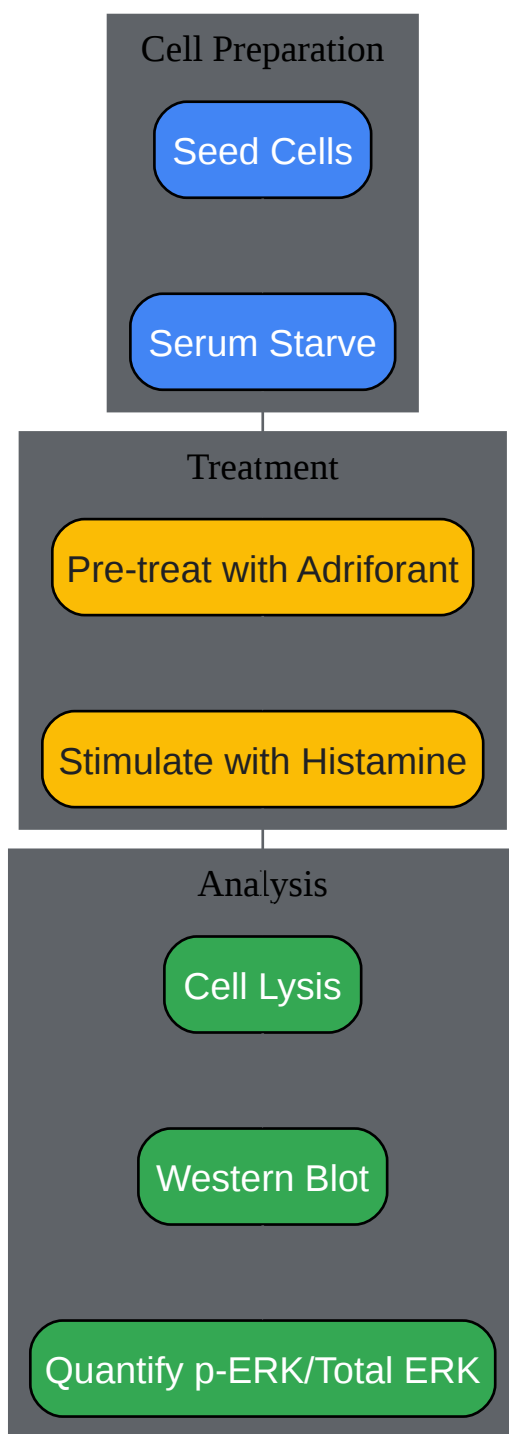 Cell Preparation
Seed Cells
Serum Starve
Treatment
Pre-treat with Adriforant
Stimulate with Histamine
Analysis
Cell Lysis
Western Blot
Quantify p-ERK/Total ERK